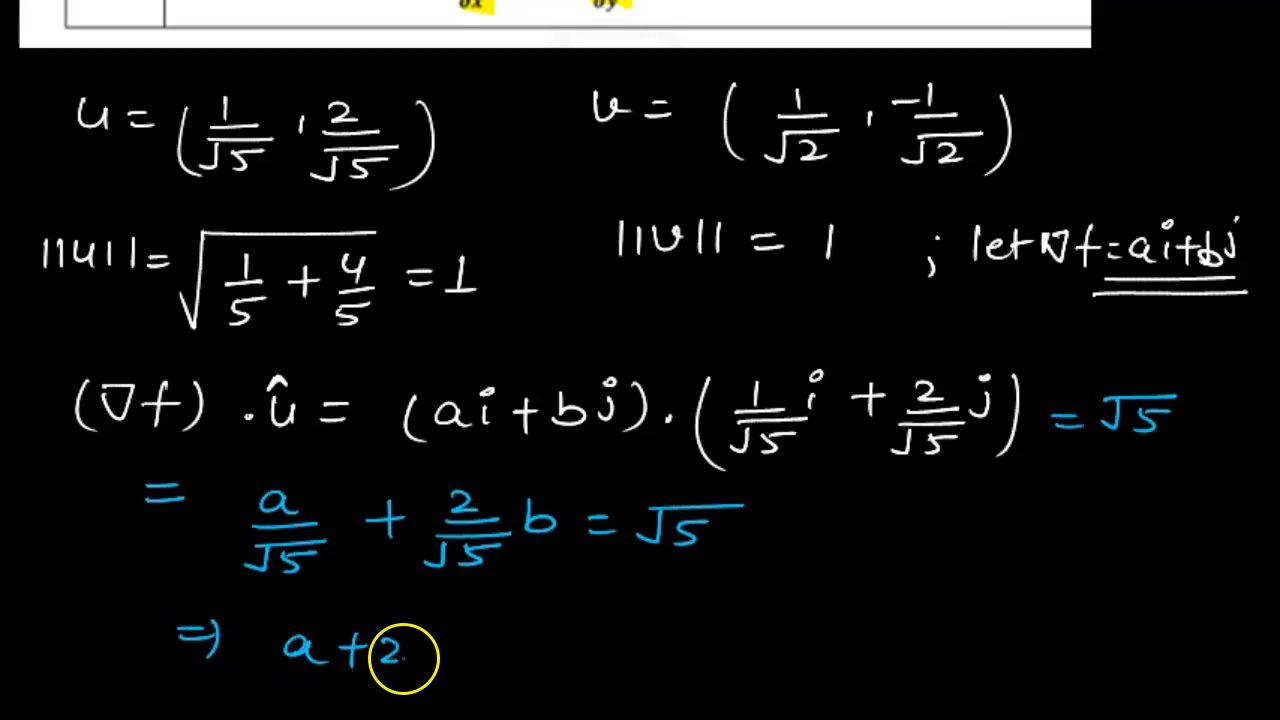 ∂x ∂y
u = (1/√5, 2/√5) v = (1/√2, -1/√2)
||u|| = √(1/5 + 4/5) = 1 ||v|| = 1 ; let ∇f = ai+bj
(∇f) · û = (ai + bj) · (1/√5 i + 2/√5 j) = √5
= a/√5 + 2/√5 b = √5
⇒ a + 2